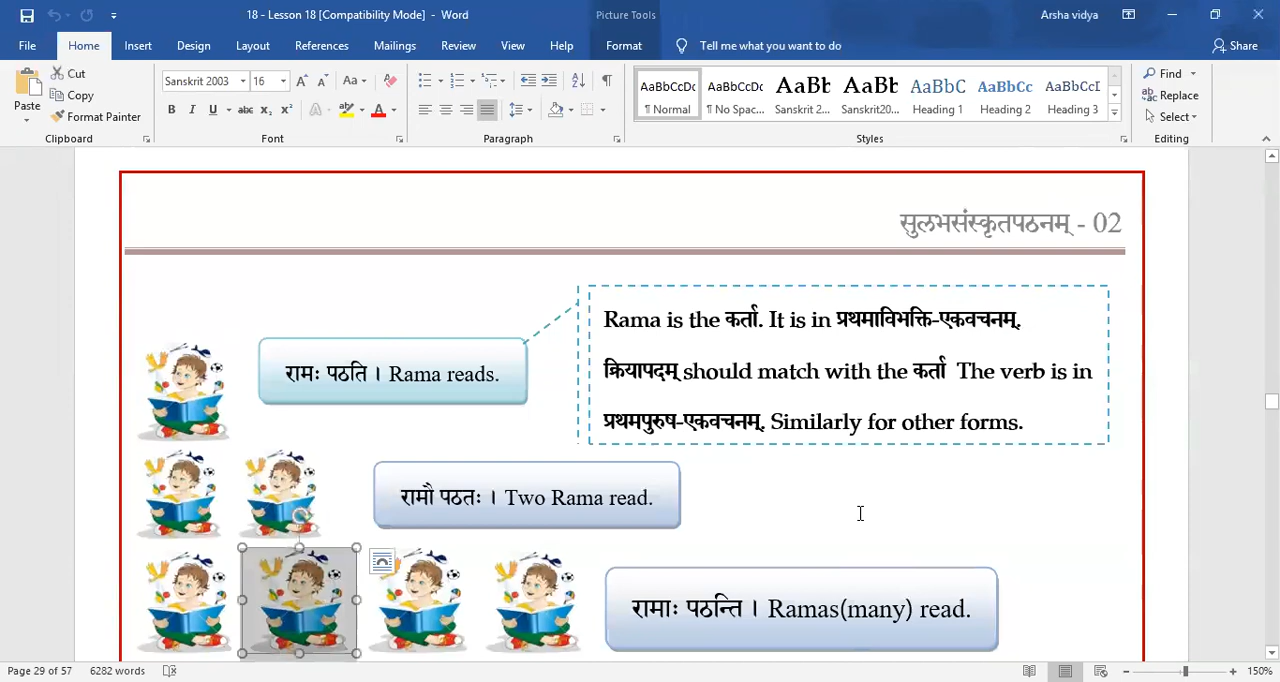 18 - Lesson 18 [Compatibility Mode] - Word
Picture Tools
Arsha vidya
File Home Insert Design Layout References Mailings Review View Help Format Tell me what you want to do Share
Paste
Cut
Copy
Format Painter
Clipboard
Sanskrit 2003 16
Font
Paragraph
AaBbCcDc AaBbCcDc AaBb AaBb AaBbC AaBbCc AaBbCcI
¶ Normal ¶ No Spac... Sanskrit 2... Sanskrit20... Heading 1 Heading 2 Heading 3
Styles
Find
Replace
Select
Editing
सुलभसंस्कृतपठनम् - 02
Rama is the कर्ता. It is in प्रथमाविभक्ति-एकवचनम्.
क्रियापदम् should match with the कर्ता The verb is in
प्रथमपुरुष-एकवचनम्. Similarly for other forms.
रामः पठति । Rama reads.
रामौ पठतः । Two Rama read.
रामाः पठन्ति । Ramas(many) read.
Page 29 of 57 6282 words
150%